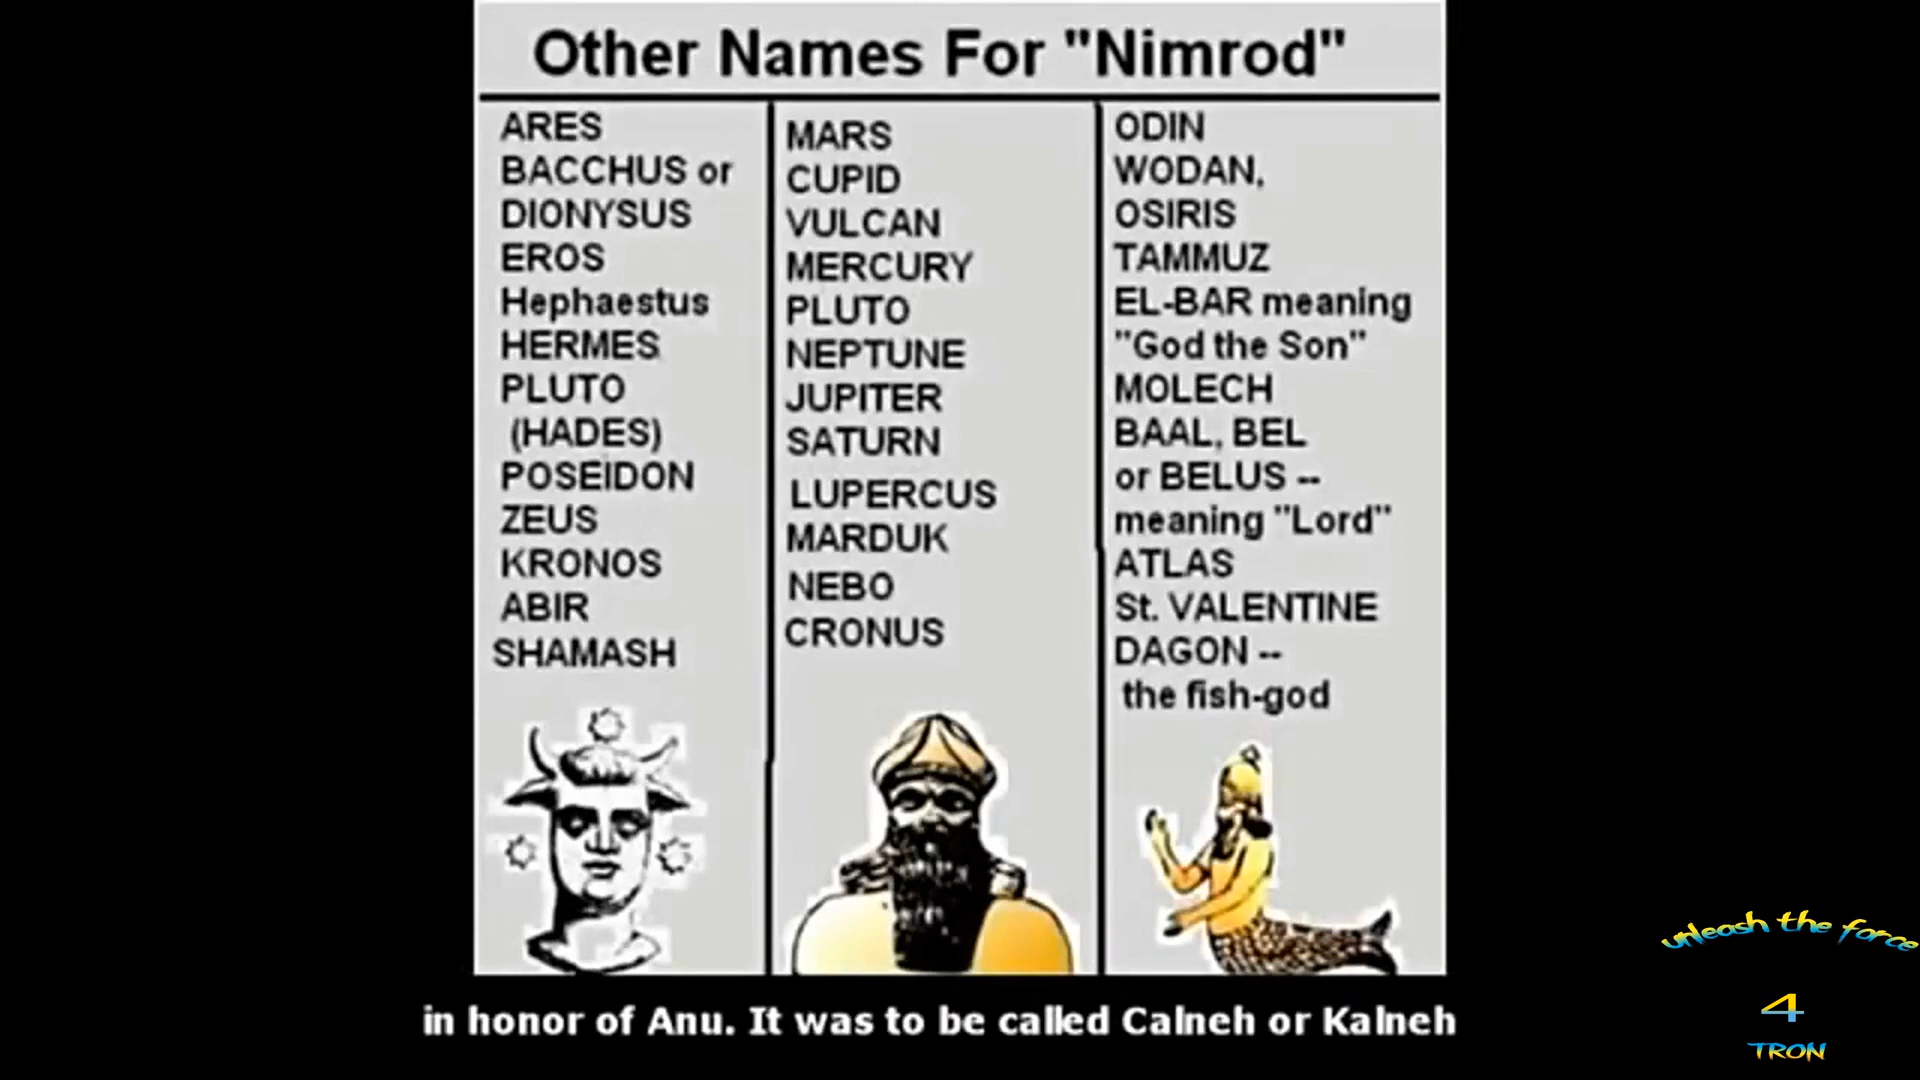 Other Names For "Nimrod"
ARES
BACCHUS or
DIONYSUS
EROS
Hephaestus
HERMES
PLUTO
(HADES)
POSEIDON
ZEUS
KRONOS
ABIR
SHAMASH
MARS
CUPID
VULCAN
MERCURY
PLUTO
NEPTUNE
JUPITER
SATURN
LUPERCUS
MARDUK
NEBO
CRONUS
ODIN
WODAN,
OSIRIS
TAMMUZ
EL-BAR meaning
"God the Son"
MOLECH
BAAL, BEL
or BELUS --
meaning "Lord"
ATLAS
St. VALENTINE
DAGON --
the fish-god
in honor of Anu. It was to be called Calneh or Kalneh
unleash the force
4
TRON